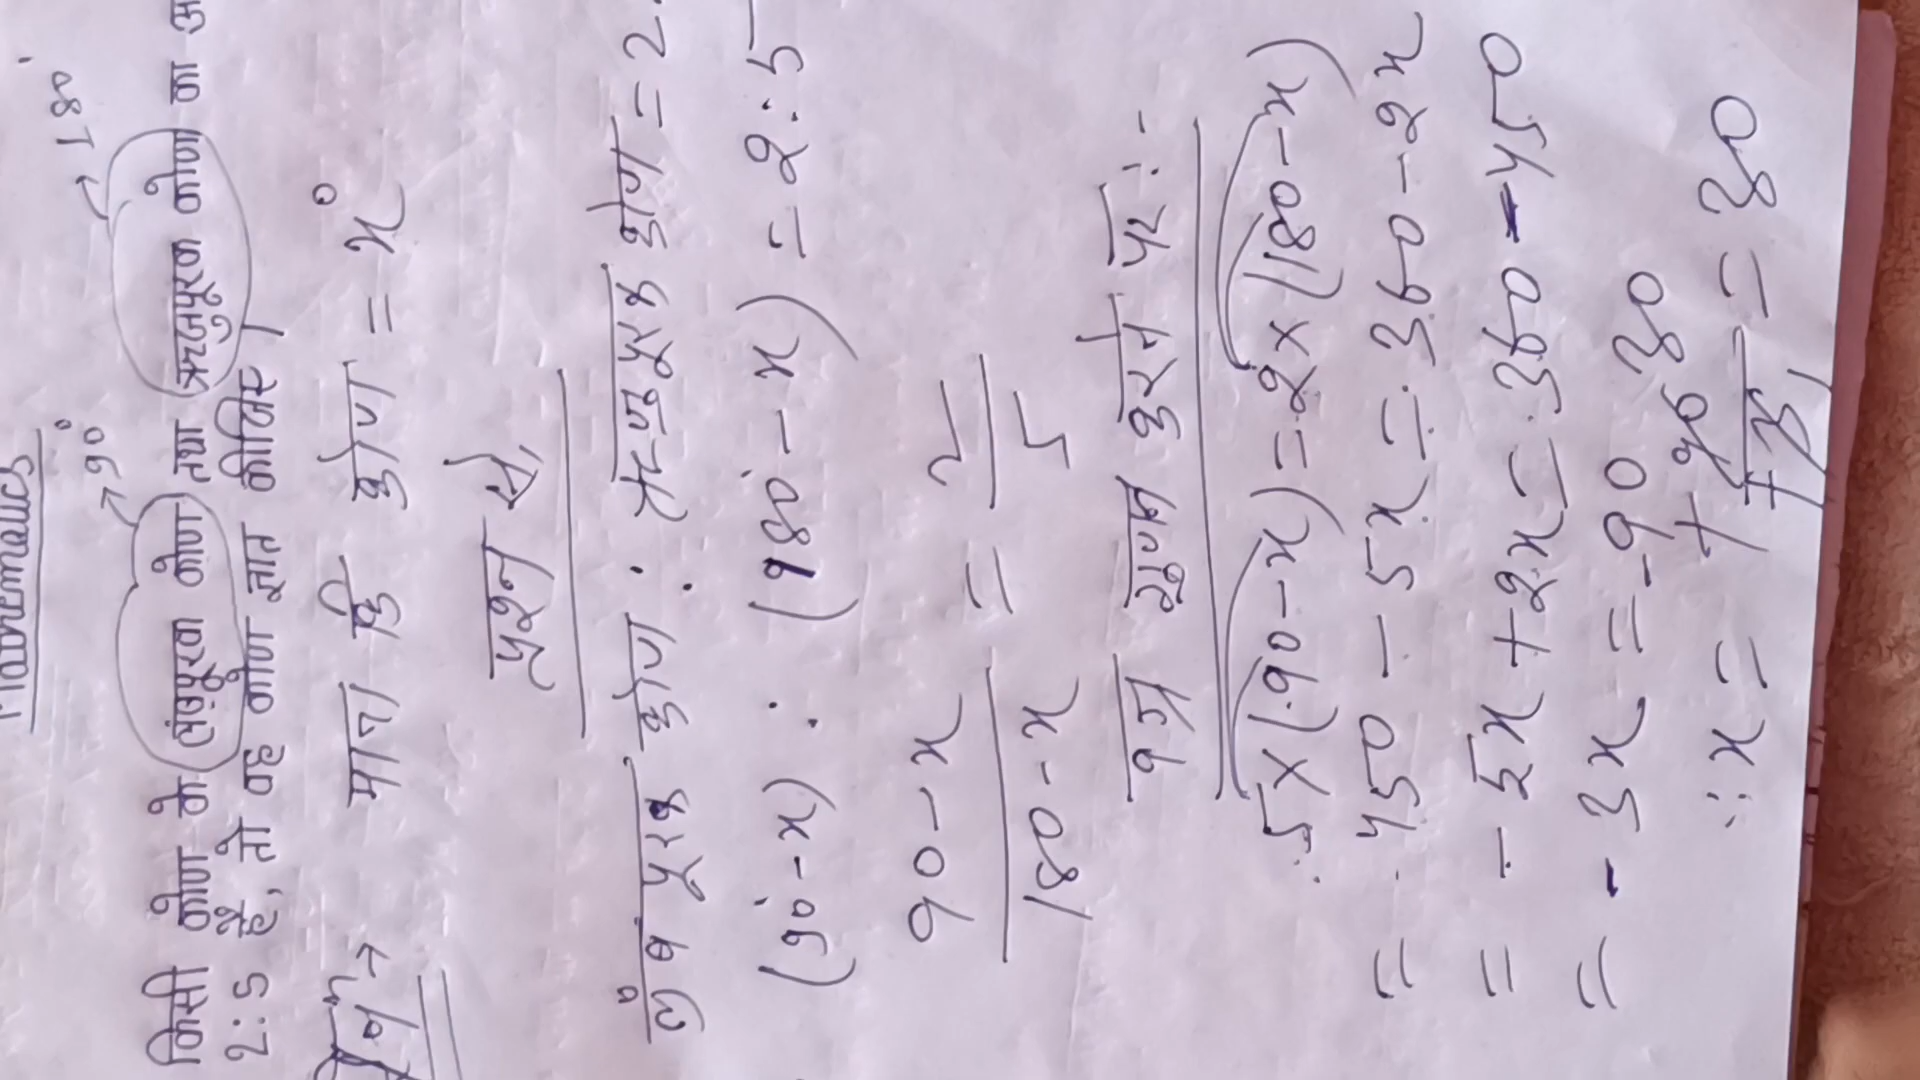 Mathematics
→90° 180
किसी कोण के संपूरक कोण तथा ऋजुपूरक कोण का
2:5 है, तो वह कोण ज्ञात कीजिए।
माना कि कोण = x°
प्रश्न से,
पूरक कोण : सम्पूरक कोण = 2
(90-x) : (180-x) = 2:5
90-x/180-x = 2/5
वज्र गुणन करने पर :-
5×(90-x) = 2×(180-x)
= 450 - 5x = 360 - 2x
= -5x + 2x = 360 - 450
= -3x = -90
∴ x = +90/+3 = 30
30